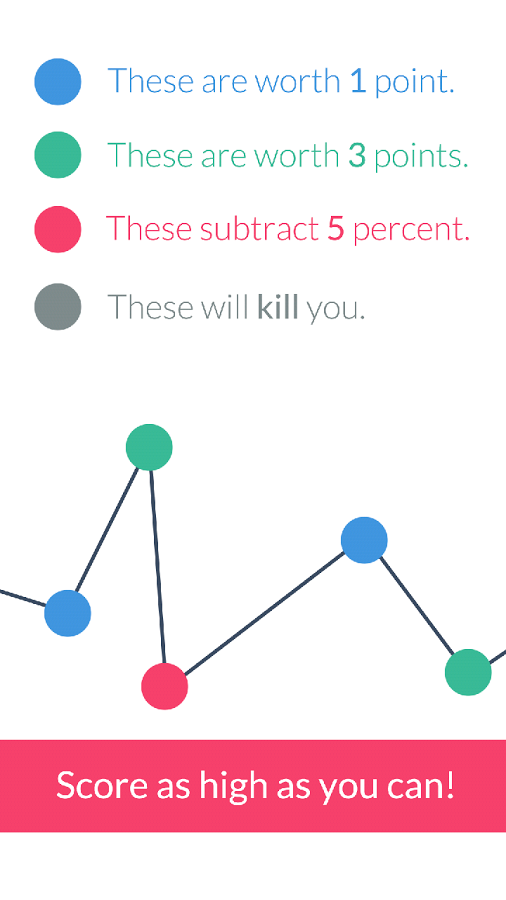 These are worth 1 point.
These are worth 3 points.
These subtract 5 percent.
These will kill you.
Score as high as you can!